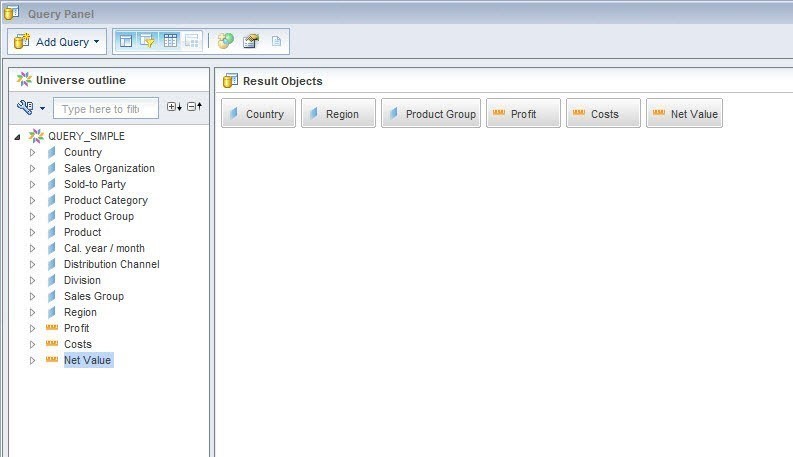 Query Panel
Add Query
Universe outline
Type here to filt
QUERY_SIMPLE
Country
Sales Organization
Sold-to Party
Product Category
Product Group
Product
Cal. year / month
Distribution Channel
Division
Sales Group
Region
Profit
Costs
Net Value
Result Objects
Country Region Product Group Profit Costs Net Value